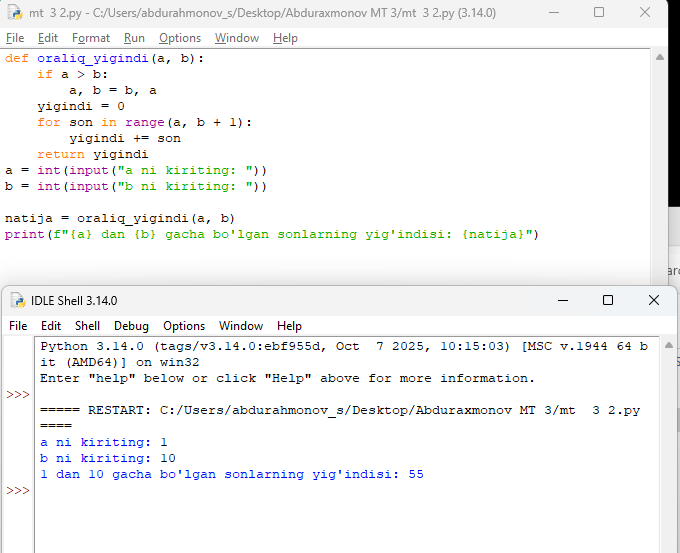 mt  3 2.py - C:/Users/abdurahmonov_s/Desktop/Abduraxmonov MT 3/mt  3 2.py (3.14.0)
File Edit Format Run Options Window Help
def oraliq_yigindi(a, b):
    if a > b:
        a, b = b, a
    yigindi = 0
    for son in range(a, b + 1):
        yigindi += son
    return yigindi
a = int(input("a ni kiriting: "))
b = int(input("b ni kiriting: "))

natija = oraliq_yigindi(a, b)
print(f"{a} dan {b} gacha bo'lgan sonlarning yig'indisi: {natija}")
IDLE Shell 3.14.0
File Edit Shell Debug Options Window Help
Python 3.14.0 (tags/v3.14.0:ebf955d, Oct  7 2025, 10:15:03) [MSC v.1944 64 b
it (AMD64)] on win32
Enter "help" below or click "Help" above for more information.
>>>
===== RESTART: C:/Users/abdurahmonov_s/Desktop/Abduraxmonov MT 3/mt  3 2.py
====
a ni kiriting: 1
b ni kiriting: 10
1 dan 10 gacha bo'lgan sonlarning yig'indisi: 55
>>>